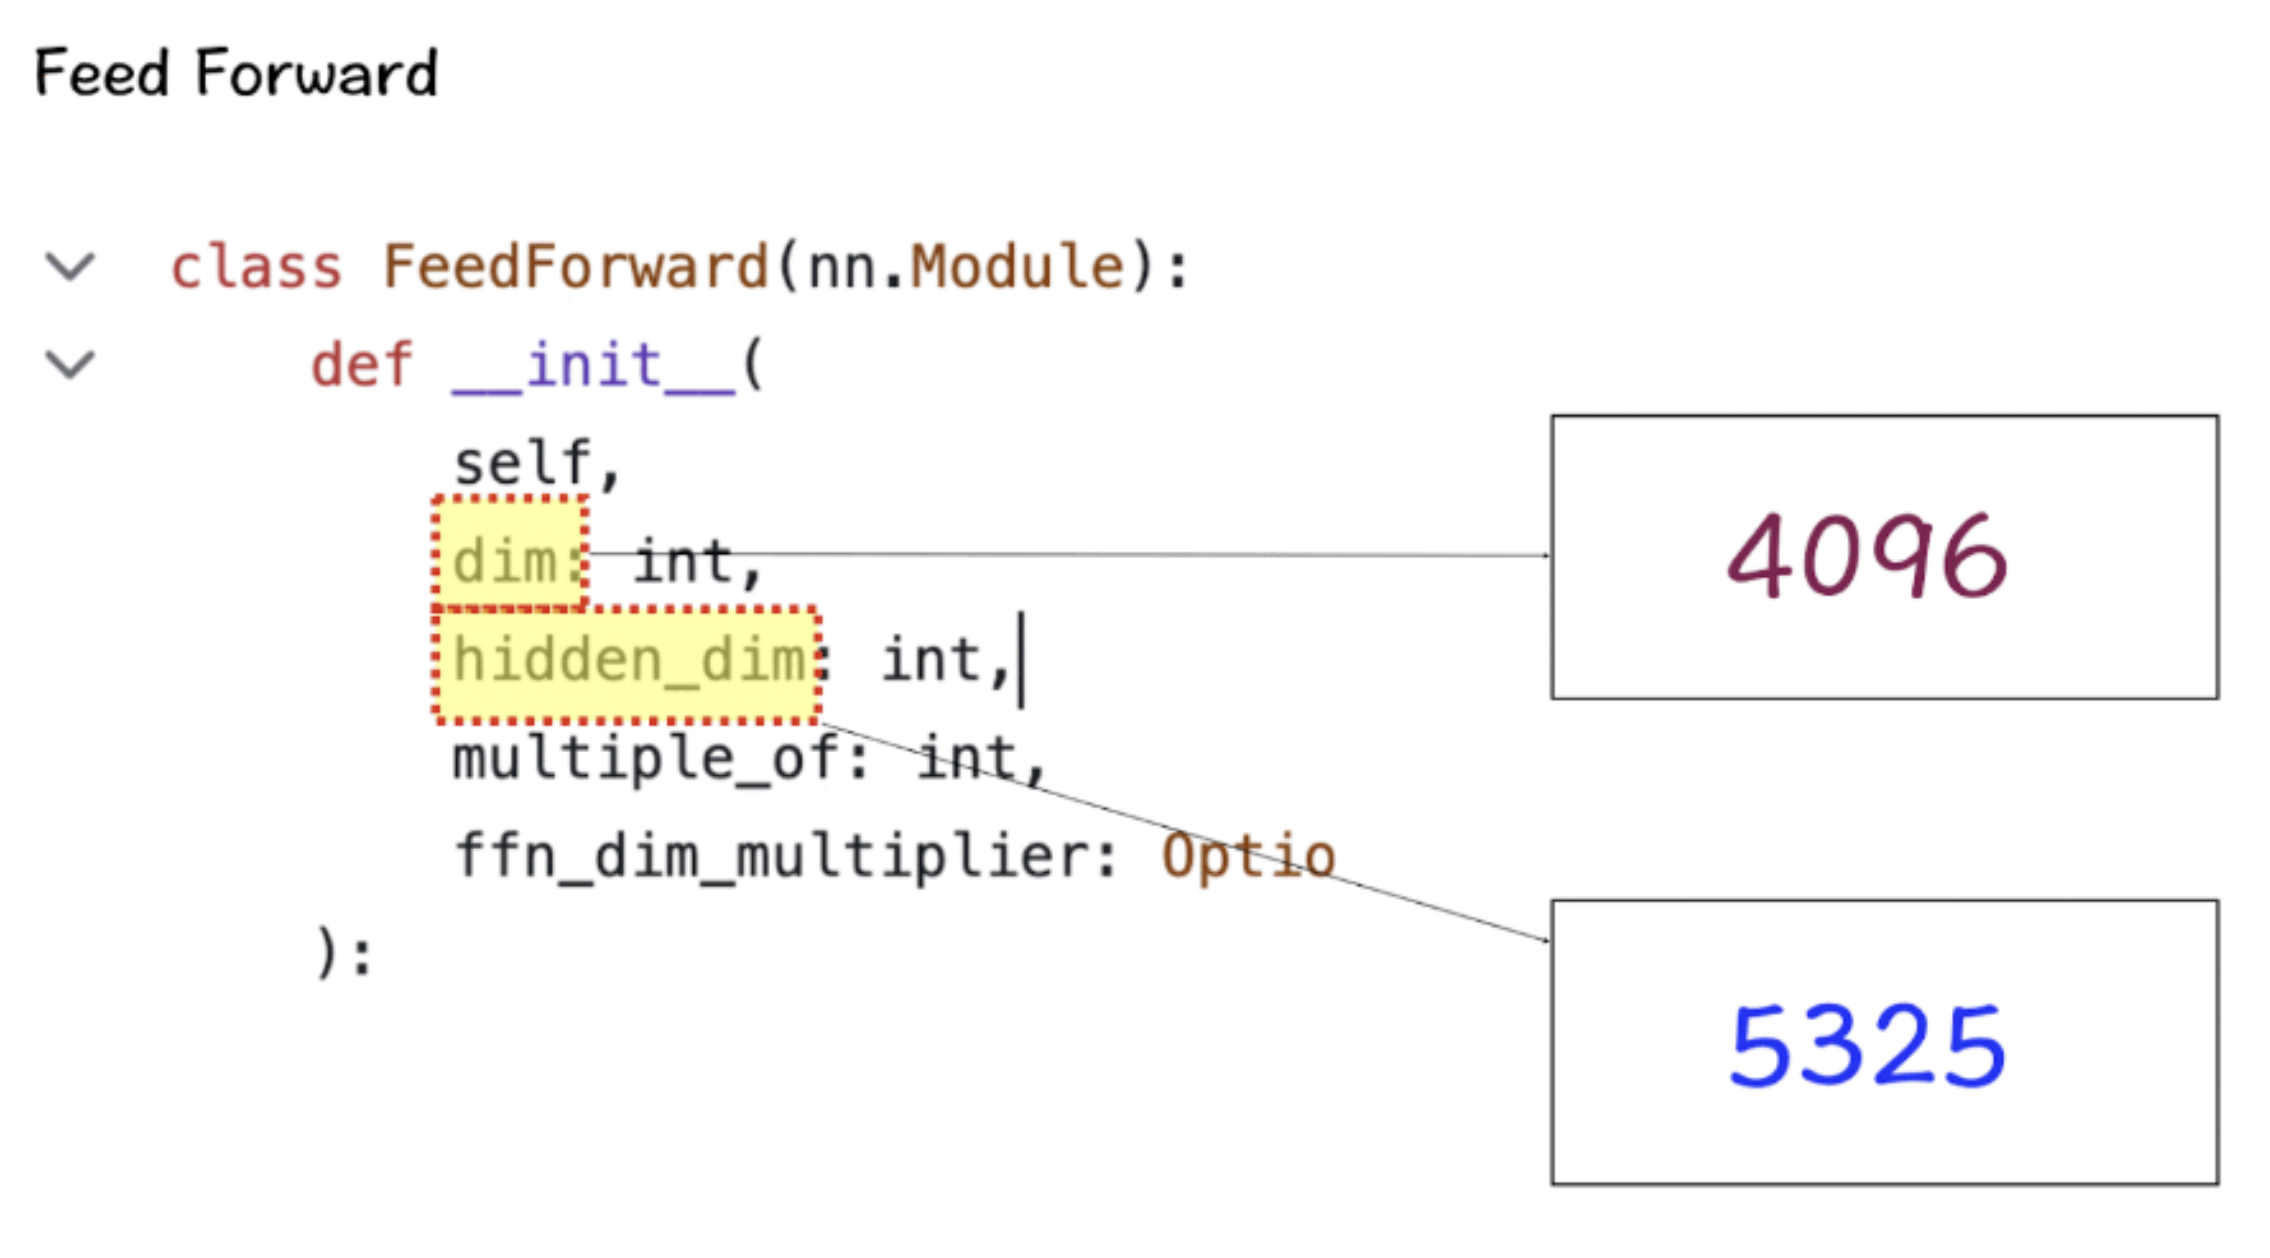 Feed Forward
class FeedForward(nn.Module):
def __init__(
self,
dim: int,
4096
hidden_dim: int,
multiple_of: int,
ffn_dim_multiplier: Optio
):
5325